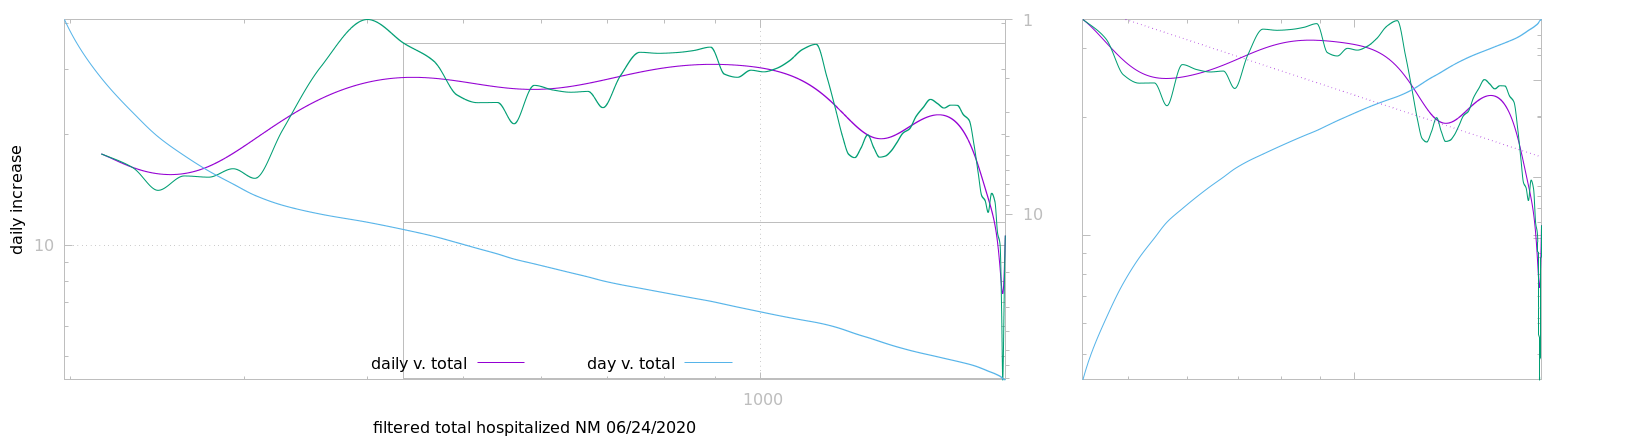 1
daily increase
10
10
daily v. total
day v. total
1000
filtered total hospitalized NM 06/24/2020